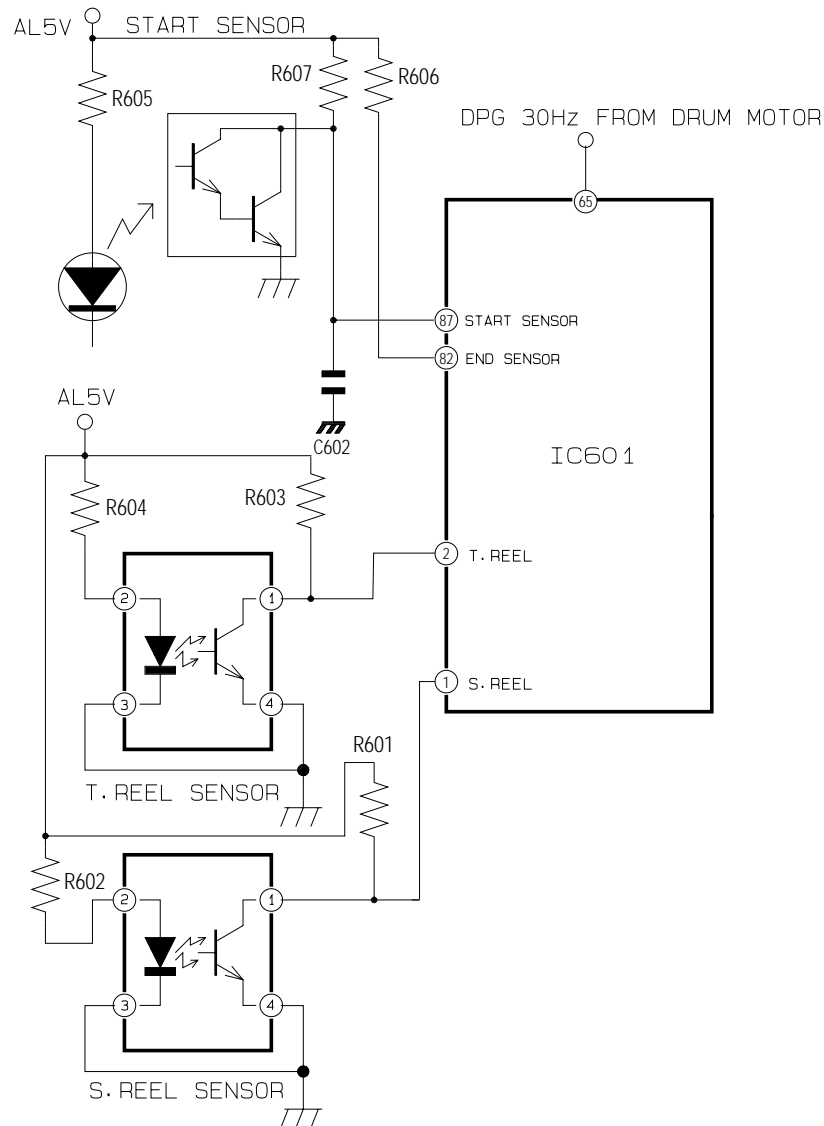 AL5V
START SENSOR
R605
R607
R606
DPG 30Hz FROM DRUM MOTOR
65
87 START SENSOR
82 END SENSOR
C602
IC601
AL5V
R604
R603
2 T.REEL
2
1
3
4
T.REEL SENSOR
1 S.REEL
R601
R602
2
1
3
4
S.REEL SENSOR